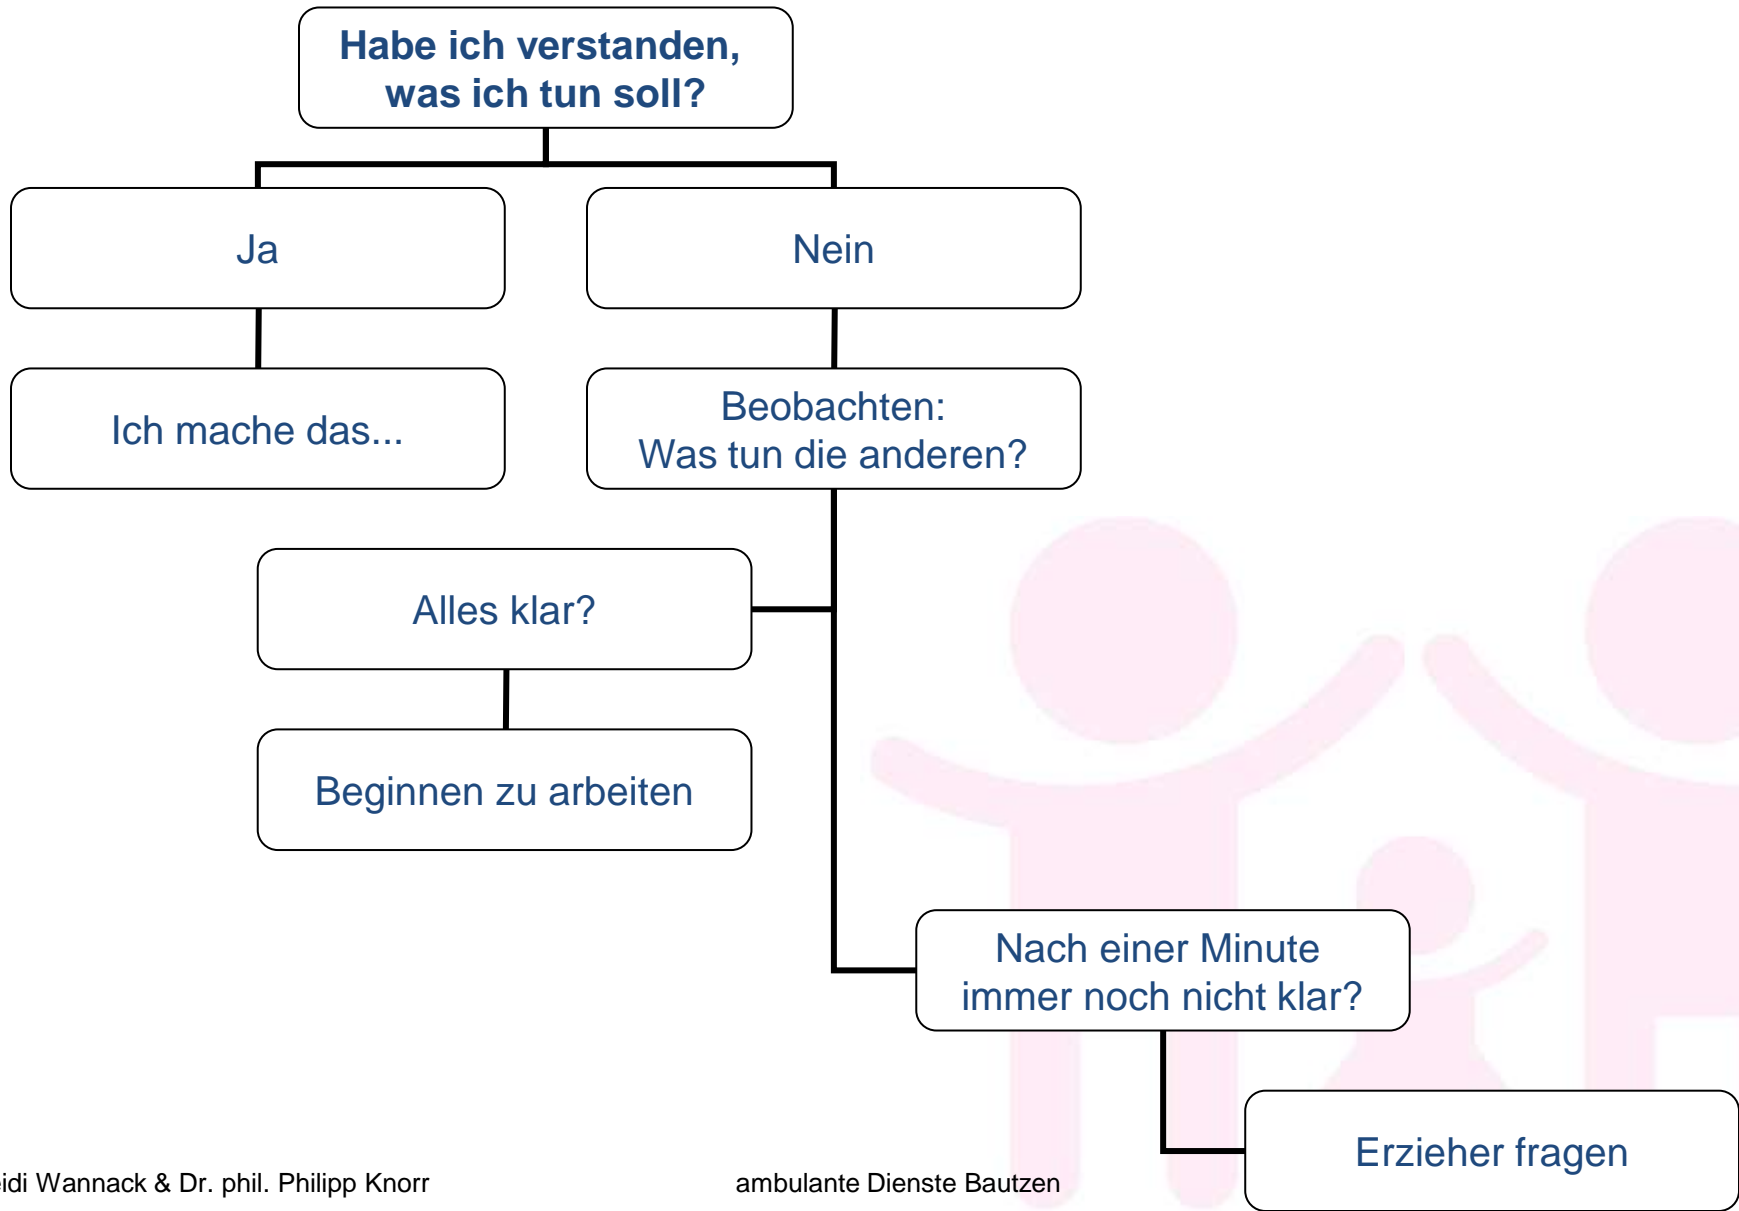 Habe ich verstanden,
was ich tun soll?
Ja
Nein
Ich mache das...
Beobachten:
Was tun die anderen?
Alles klar?
Beginnen zu arbeiten
Nach einer Minute
immer noch nicht klar?
Erzieher fragen
Wannack & Dr. phil. Philipp Knorr
ambulante Dienste Bautzen